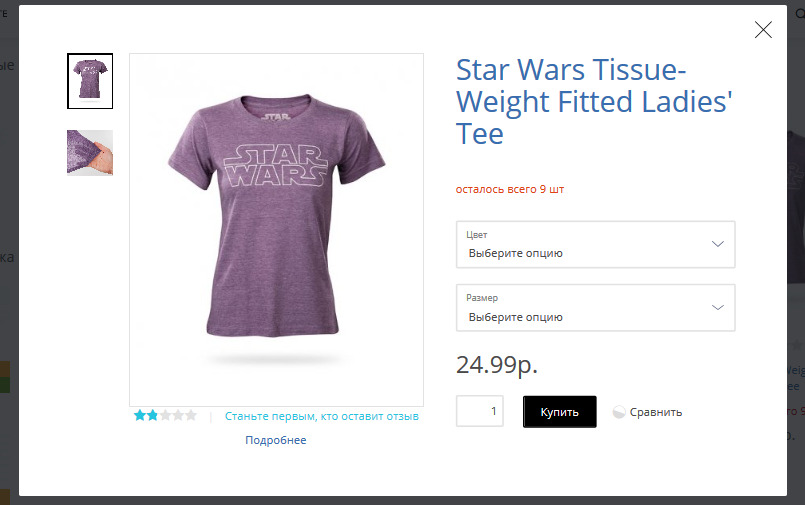 Star Wars Tissue-
Weight Fitted Ladies'
Tee
осталось всего 9 шт
Цвет
Выберите опцию
Размер
Выберите опцию
24.99р.
1
Купить
Сравнить
STAR
STAR
WARS
Станьте первым, кто оставит отзыв
Подробнее